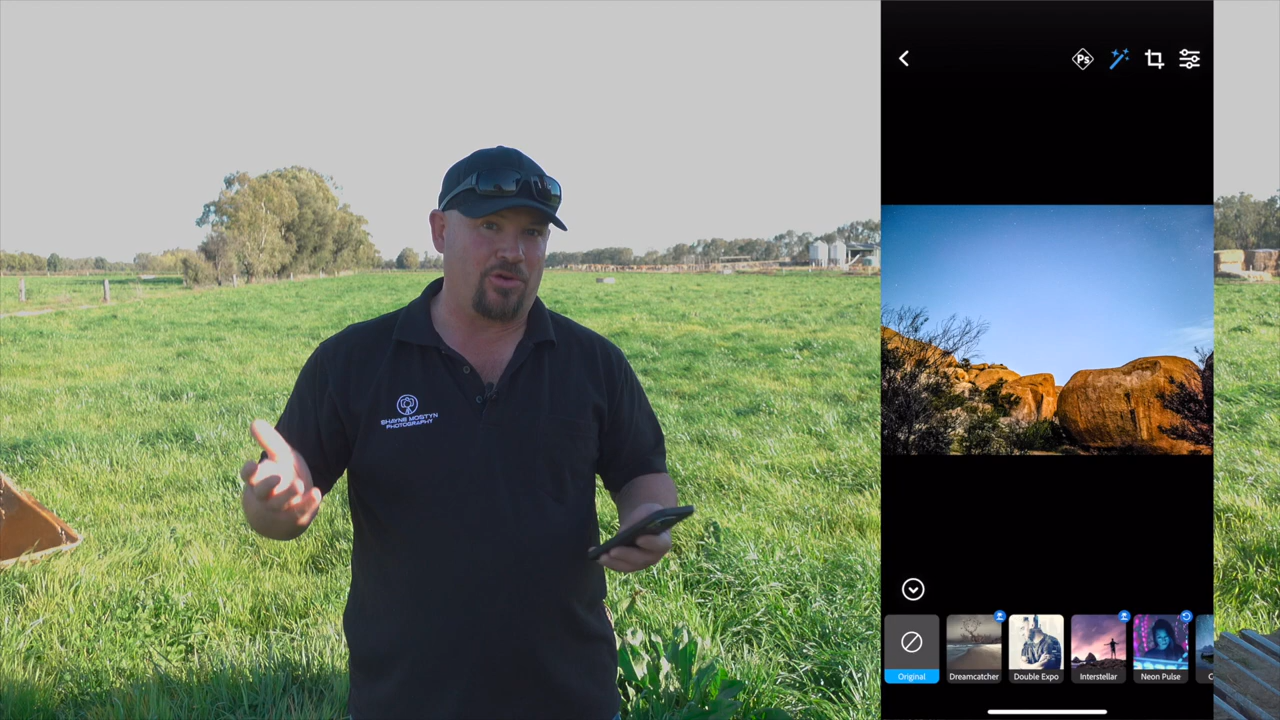 Ps
SHAYNE MOSTYN
PHOTOGRAPHY
Original
Dreamcatcher
Double Expo
Interstellar
Neon Pulse